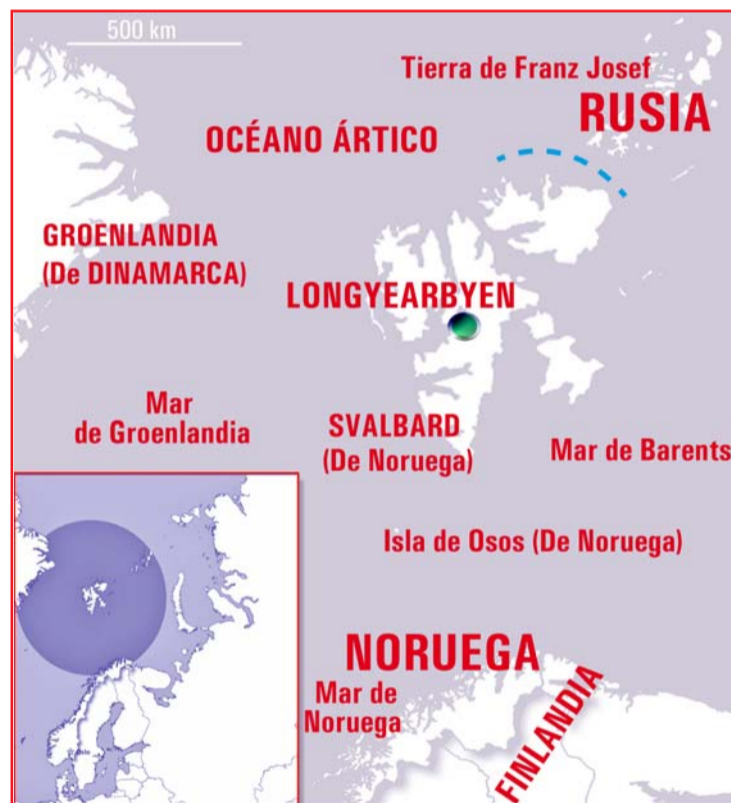 500 km
Tierra de Franz Josef
RUSIA
OCÉANO ÁRTICO
GROENLANDIA
(De DINAMARCA)
LONGYEARBYEN
Mar
de Groenlandia
SVALBARD
(De Noruega)
Mar de Barents
Isla de Osos (De Noruega)
NORUEGA
Mar de
Noruega
FINLANDIA